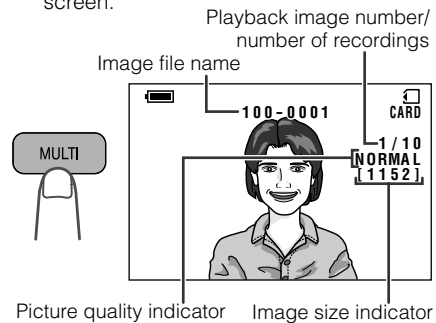 screen.
Playback image number/
number of recordings
Image file name
100-0001
CARD
1/10
NORMAL
[1152]
MULTI
Picture quality indicator
Image size indicator